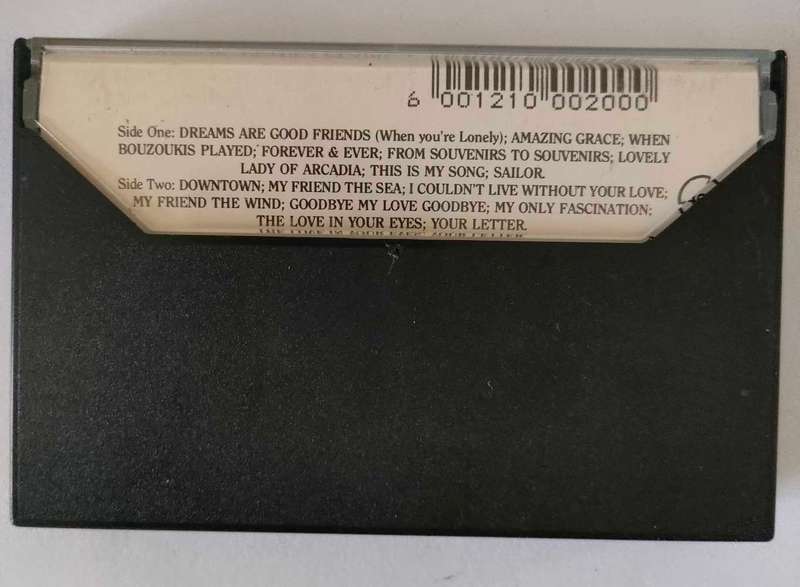 6 001210 002000
Side One: DREAMS ARE GOOD FRIENDS (When you're Lonely); AMAZING GRACE; WHEN
BOUZOUKIS PLAYED; FOREVER & EVER; FROM SOUVENIRS TO SOUVENIRS; LOVELY
LADY OF ARCADIA; THIS IS MY SONG; SAILOR.
Side Two: DOWNTOWN; MY FRIEND THE SEA; I COULDN'T LIVE WITHOUT YOUR LOVE;
MY FRIEND THE WIND; GOODBYE MY LOVE GOODBYE; MY ONLY FASCINATION;
THE LOVE IN YOUR EYES; YOUR LETTER.